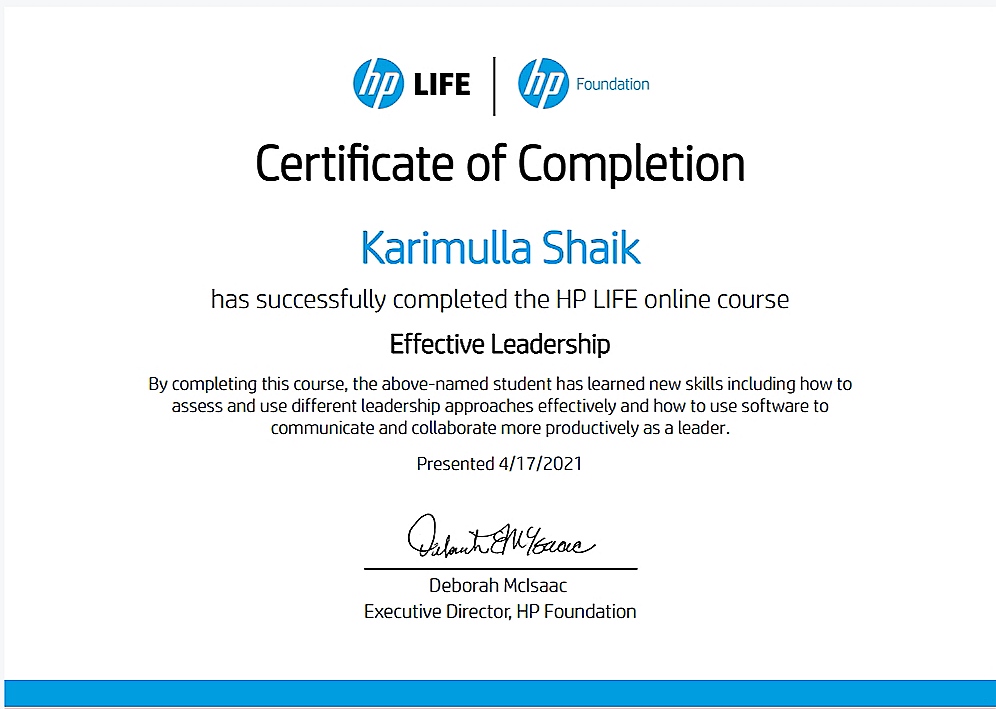 hp LIFE | hp Foundation
Certificate of Completion
Karimulla Shaik
has successfully completed the HP LIFE online course
Effective Leadership
By completing this course, the above-named student has learned new skills including how to
assess and use different leadership approaches effectively and how to use software to
communicate and collaborate more productively as a leader.
Presented 4/17/2021
Deborah McIsaac
Executive Director, HP Foundation